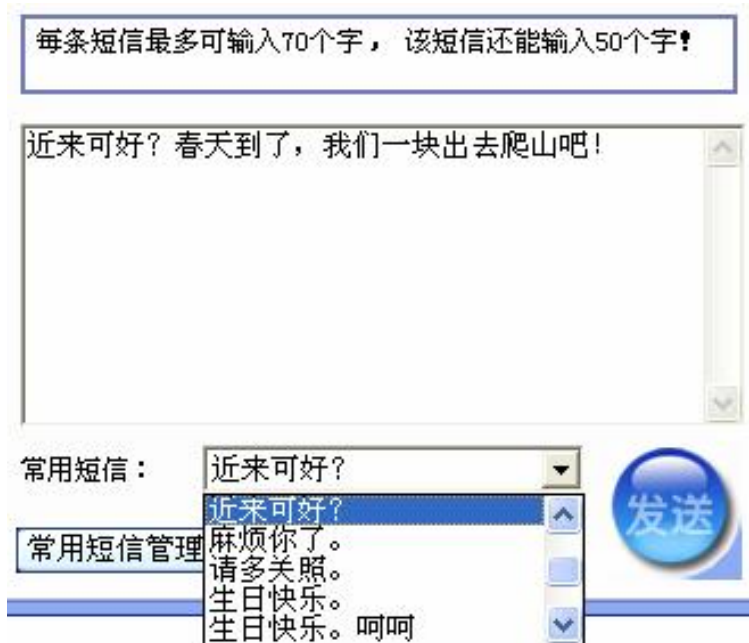 每条短信最多可输入70个字， 该短信还能输入50个字！
近来可好？春天到了，我们一块出去爬山吧！
常用短信： 近来可好？
发送
近来可好？
麻烦你了。
常用短信管理
请多关照。
生日快乐。
生日快乐。呵呵